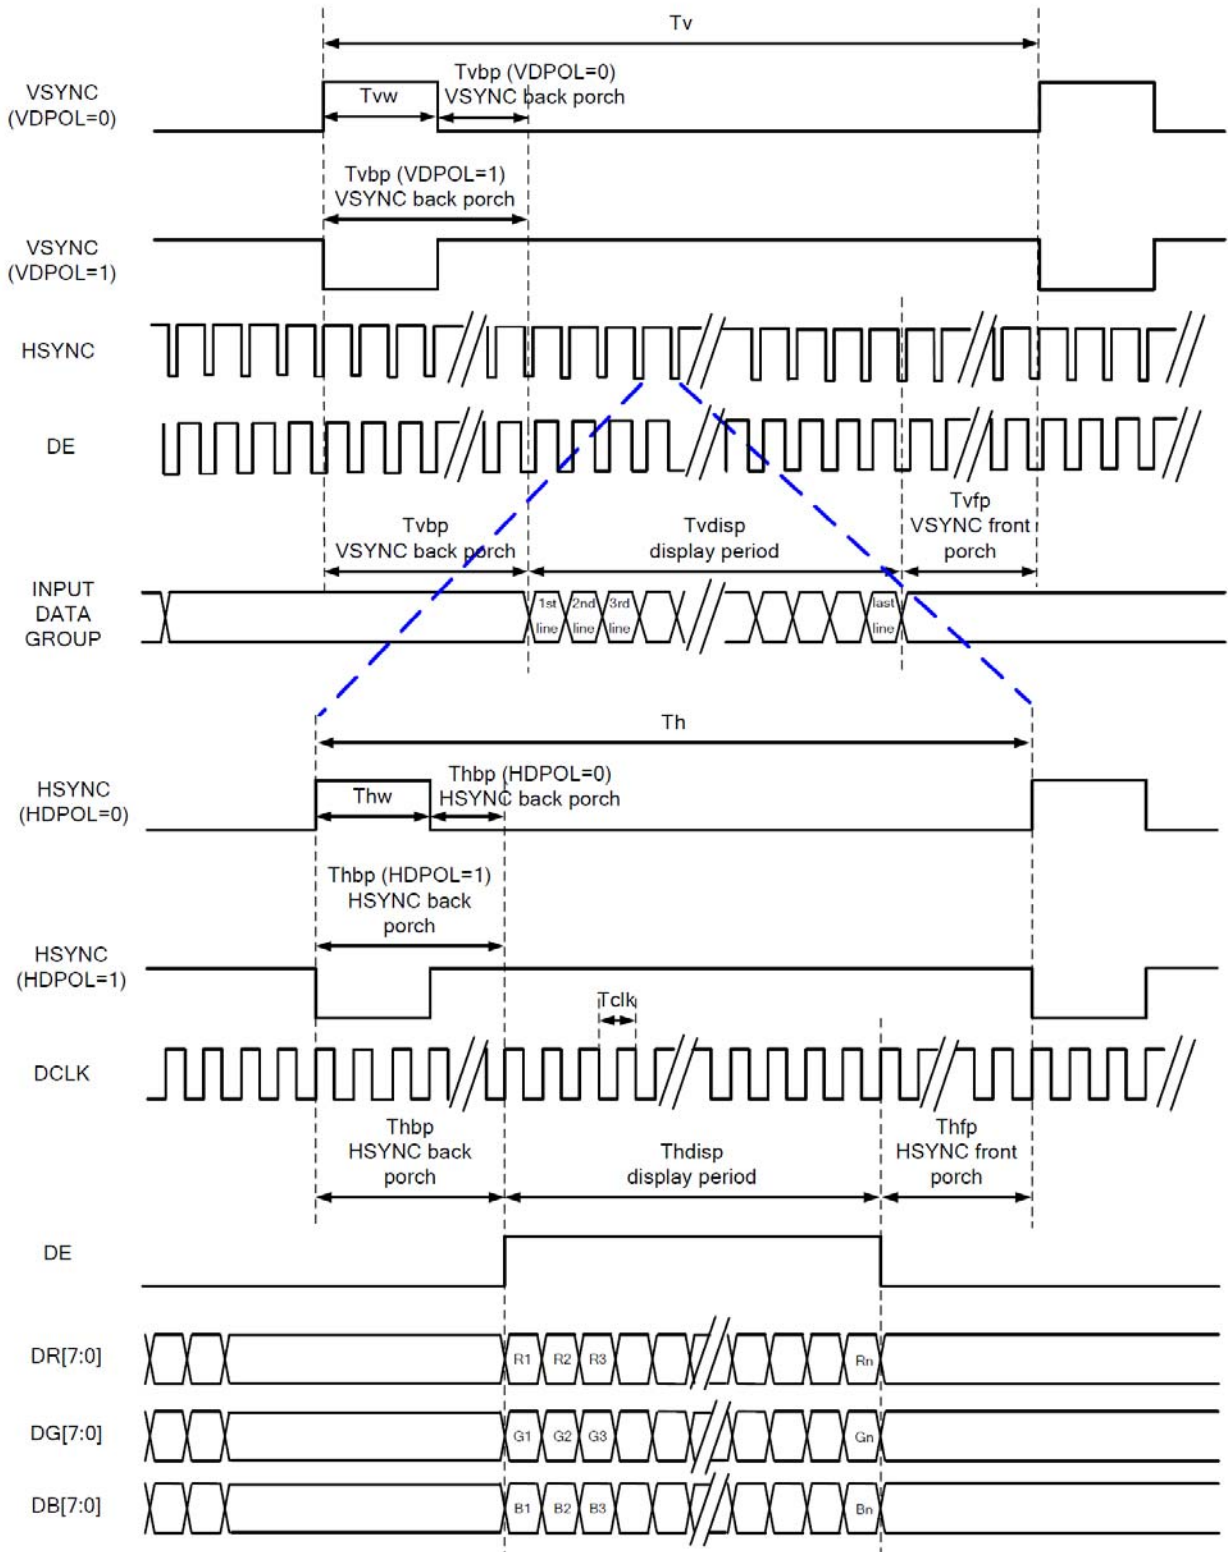 Tv
VSYNC
(VDPOL=0)
Tvw
Tvbp (VDPOL=0)
VSYNC back porch
Tvbp (VDPOL=1)
VSYNC back porch
VSYNC
(VDPOL=1)
HSYNC
DE
Tvbp
VSYNC back porch
Tvdisp
display period
Tvfp
VSYNC front
porch
INPUT
DATA
GROUP
1st
line
2nd
line
3rd
line
last
line
Th
HSYNC
(HDPOL=0)
Thw
Thbp (HDPOL=0)
HSYNC back porch
Thbp (HDPOL=1)
HSYNC back
porch
HSYNC
(HDPOL=1)
Tclk
DCLK
Thbp
HSYNC back
porch
Thdisp
display period
Thfp
HSYNC front
porch
DE
DR[7:0]
R1 R2 R3 Rn
DG[7:0]
G1 G2 G3 Gn
DB[7:0]
B1 B2 B3 Bn